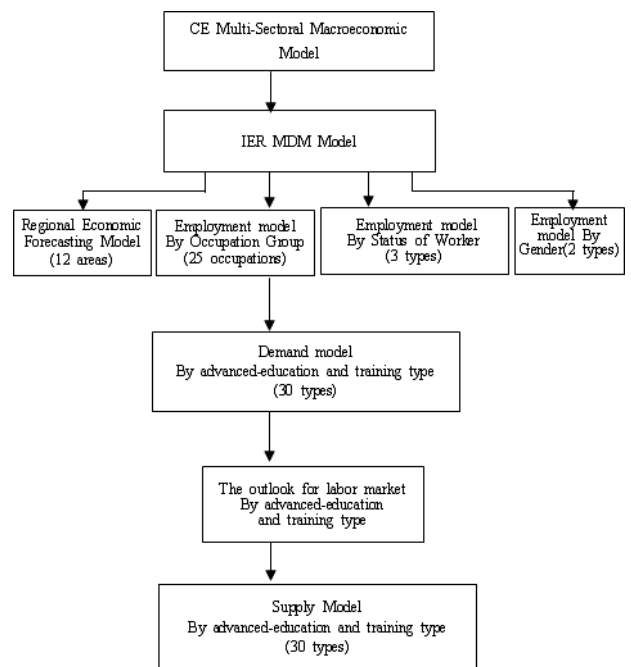 CE Multi-Sectoral Macroeconomic
Model
IER MDM Model
Regional Economic
Forecasting Model
(12 areas)
Employment model
By Occupation Group
(25 occupations)
Employment model
By Status of Worker
(3 types)
Employment
model By
Gender(2 types)
Demand model
By advanced-education and training type
(30 types)
The outlook for labor market
By advanced-education
and training type
Supply Model
By advanced-education and training type
(30 types)